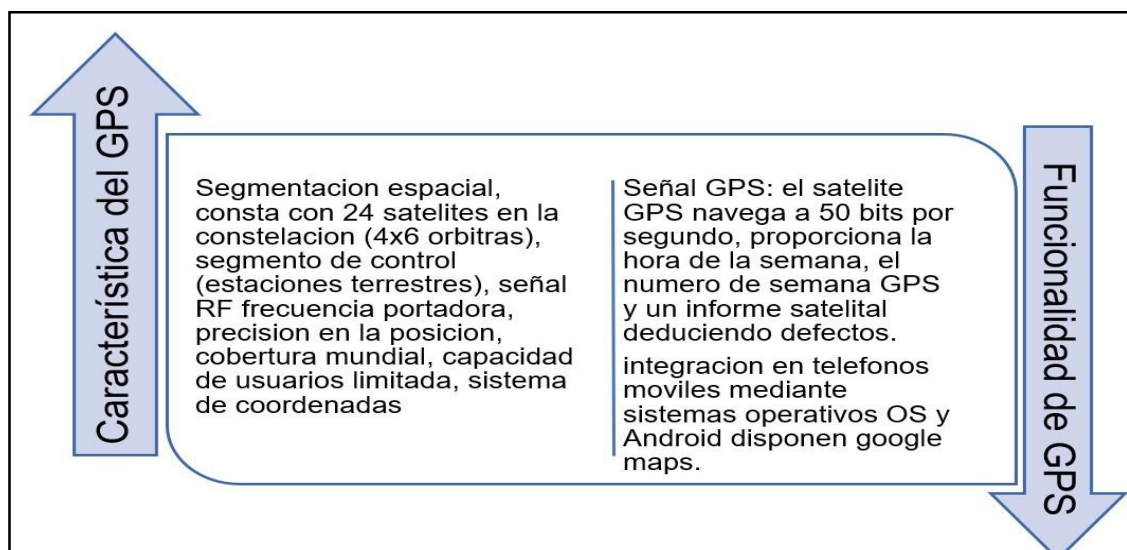 Característica del GPS
Segmentacion espacial,
consta con 24 satelites en la
constelacion (4x6 orbitras),
segmento de control
(estaciones terrestres), señal
RF frecuencia portadora,
precision en la posicion,
cobertura mundial, capacidad
de usuarios limitada, sistema
de coordenadas
Señal GPS: el satelite
GPS navega a 50 bits por
segundo, proporciona la
hora de la semana, el
numero de semana GPS
y un informe satelital
deduciendo defectos.
integracion en telefonos
moviles mediante
sistemas operativos OS y
Android disponen google
maps.
Funcionalidad de GPS